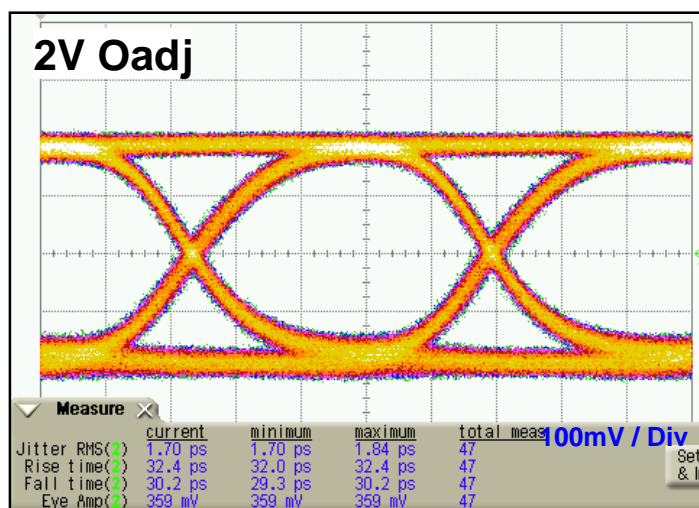 2V Oadj
Measure
current minimum maximum total meas
100mV / Div
Jitter RMS(2) 1.70 ps 1.70 ps 1.84 ps 47
Rise time(2) 32.4 ps 32.0 ps 32.4 ps 47
Fall time(2) 30.2 ps 29.3 ps 30.2 ps 47
Eye Amp(2) 359 mV 359 mV 359 mV 47
Set
& I